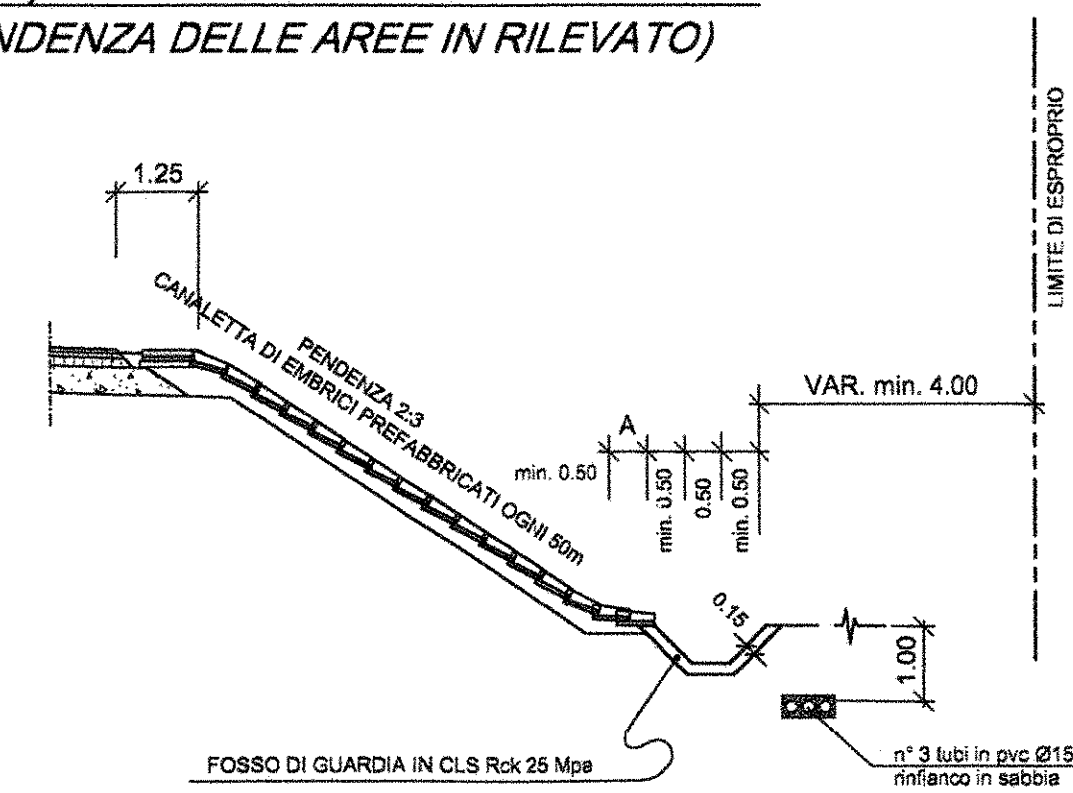 NDENZA DELLE AREE IN RILEVATO)
LIMITE DI ESPROPRIO
1.25
CANALETTA DI EMBRICI PREFABBRICATI OGNI 50m
PENDENZA 2:3
VAR. min. 4.00
A
min. 0.50
min. 0.50
0.50
min. 0.50
0.15
1.00
FOSSO DI GUARDIA IN CLS Rck 25 Mpa
n° 3 tubi in pvc Ø15
rinfianco in sabbia